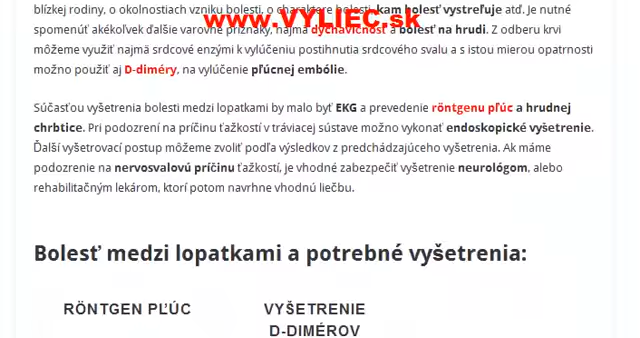 blízkej rodiny, o okolnostiach vzniku bolesti, o charaktere bolesti, kam bolesť vystreľuje atď. Je nutné
www.VYLIEC.sk
spomenúť akékoľvek ďalšie varovné príznaky, najmä dýchavičnosť a bolesť na hrudi. Z odberu krvi
môžeme využiť najmä srdcové enzýmy k vylúčeniu postihnutia srdcového svalu a s istou mierou opatrnosti
možno použiť aj D-diméry, na vylúčenie pľúcnej embólie.
Súčasťou vyšetrenia bolesti medzi lopatkami by malo byť EKG a prevedenie röntgenu pľúc a hrudnej
chrbtice. Pri podozrení na príčinu ťažkostí v tráviacej sústave možno vykonať endoskopické vyšetrenie.
Ďalší vyšetrovací postup môžeme zvoliť podľa výsledkov z predchádzajúceho vyšetrenia. Ak máme
podozrenie na nervosvalovú príčinu ťažkostí, je vhodné zabezpečiť vyšetrenie neurológom, alebo
rehabilitačným lekárom, ktorí potom navrhne vhodnú liečbu.
Bolesť medzi lopatkami a potrebné vyšetrenia:
RÖNTGEN PĽÚC
VYŠETRENIE
D-DIMÉROV